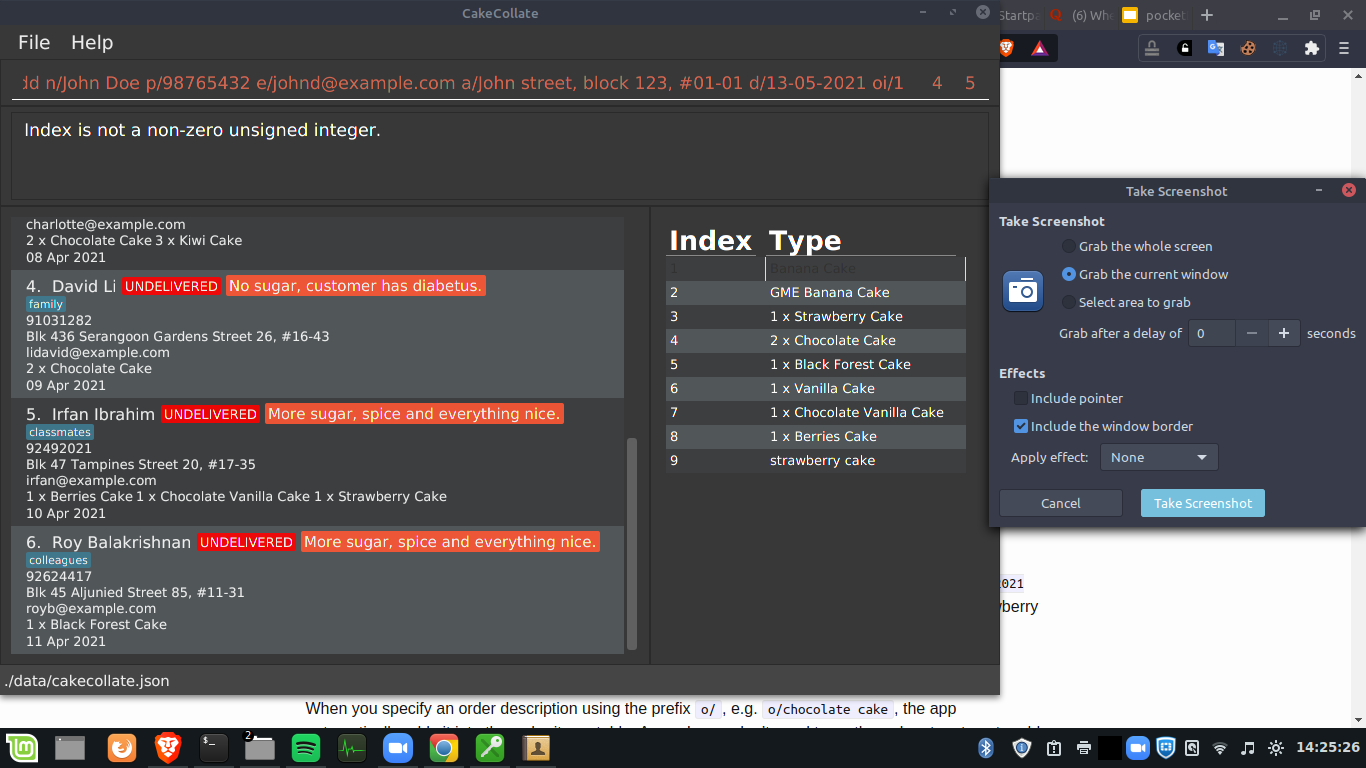 CakeCollate
Startpa
(6) Whe
pocket
File Help
dd n/John Doe p/98765432 e/johnd@example.com a/John street, block 123, #01-01 d/13-05-2021 oi/1 4 5
Index is not a non-zero unsigned integer.
charlotte@example.com
2 x Chocolate Cake 3 x Kiwi Cake
08 Apr 2021
4. David Li UNDELIVERED No sugar, customer has diabetus.
family
91031282
Blk 436 Serangoon Gardens Street 26, #16-43
lidavid@example.com
2 x Chocolate Cake
09 Apr 2021
5. Irfan Ibrahim UNDELIVERED More sugar, spice and everything nice.
classmates
92492021
Blk 47 Tampines Street 20, #17-35
irfan@example.com
1 x Berries Cake 1 x Chocolate Vanilla Cake 1 x Strawberry Cake
10 Apr 2021
6. Roy Balakrishnan UNDELIVERED More sugar, spice and everything nice.
colleagues
92624417
Blk 45 Aljunied Street 85, #11-31
royb@example.com
1 x Black Forest Cake
11 Apr 2021
Index Type
1 Banana Cake
2 GME Banana Cake
3 1 x Strawberry Cake
4 2 x Chocolate Cake
5 1 x Black Forest Cake
6 1 x Vanilla Cake
7 1 x Chocolate Vanilla Cake
8 1 x Berries Cake
9 strawberry cake
Take Screenshot
Take Screenshot
Grab the whole screen
Grab the current window
Select area to grab
Grab after a delay of 0 − + seconds
Effects
Include pointer
Include the window border
Apply effect: None
Cancel Take Screenshot
2021
berry
./data/cakecollate.json
When you specify an order description using the prefix o/ , e.g. o/chocolate cake , the app
2
14:25:26